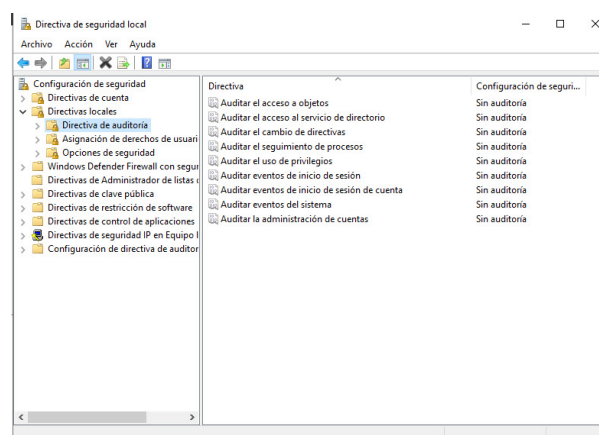 Directiva de seguridad local
Archivo Acción Ver Ayuda
Configuración de seguridad
Directivas de cuenta
Directivas locales
Directiva de auditoría
Asignación de derechos de usuari
Opciones de seguridad
Windows Defender Firewall con segur
Directivas de Administrador de listas
Directivas de clave pública
Directivas de restricción de software
Directivas de control de aplicaciones
Directivas de seguridad IP en Equipo l
Configuración de directiva de auditor
Directiva Configuración de seguri...
Auditar el acceso a objetos Sin auditoría
Auditar el acceso al servicio de directorio Sin auditoría
Auditar el cambio de directivas Sin auditoría
Auditar el seguimiento de procesos Sin auditoría
Auditar el uso de privilegios Sin auditoría
Auditar eventos de inicio de sesión Sin auditoría
Auditar eventos de inicio de sesión de cuenta Sin auditoría
Auditar eventos del sistema Sin auditoría
Auditar la administración de cuentas Sin auditoría